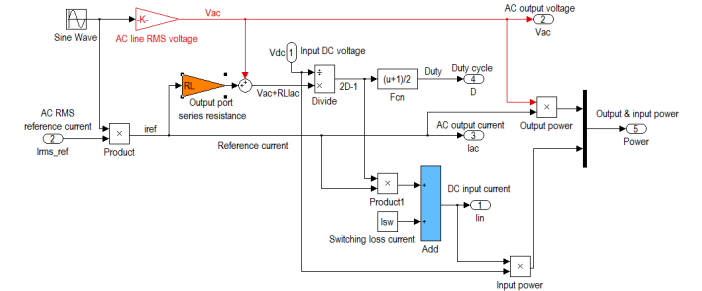 AC output voltage
Vac
-K-
2
Sine Wave
AC line RMS voltage
Vac
Vdc
1
Input DC voltage
RL
÷
×
Divide
2D-1
(u+1)/2
Fcn
Duty
Duty cycle
4
D
Vac+RLIac
Output port
series resistance
AC RMS
reference current
2
Irms_ref
×
Product
iref
Reference current
AC output current
3
Iac
×
Output power
Output & input power
5
Power
×
Product1
DC input current
1
Iin
Isw
Switching loss current
Add
×
Input power